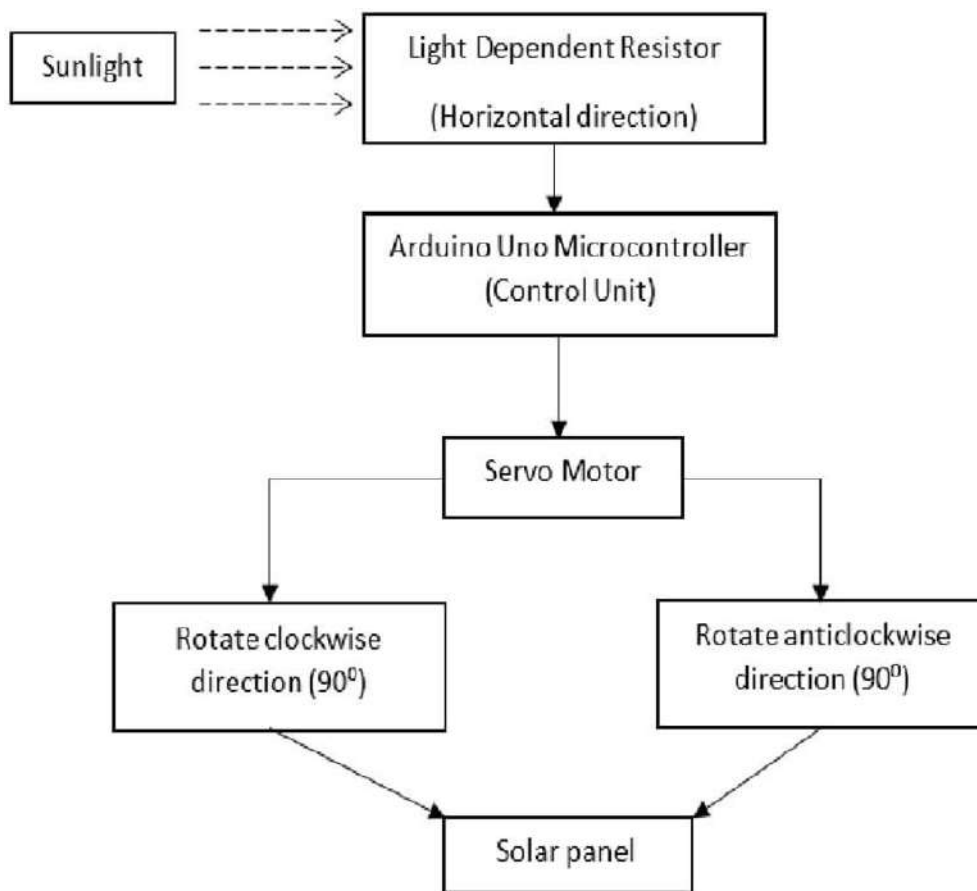 Sunlight
Light Dependent Resistor
(Horizontal direction)
Arduino Uno Microcontroller
(Control Unit)
Servo Motor
Rotate clockwise
direction (90⁰)
Rotate anticlockwise
direction (90⁰)
Solar panel